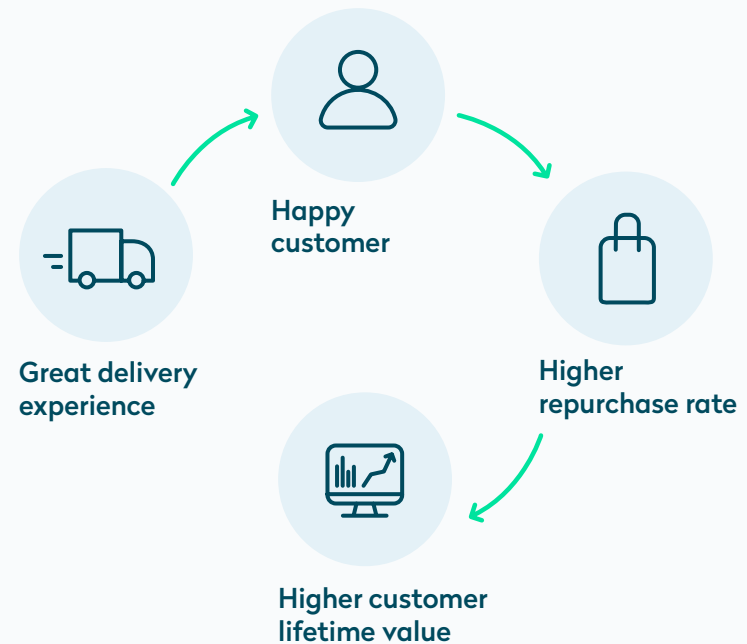 Happy
customer
Great delivery
experience
Higher
repurchase rate
Higher customer
lifetime value